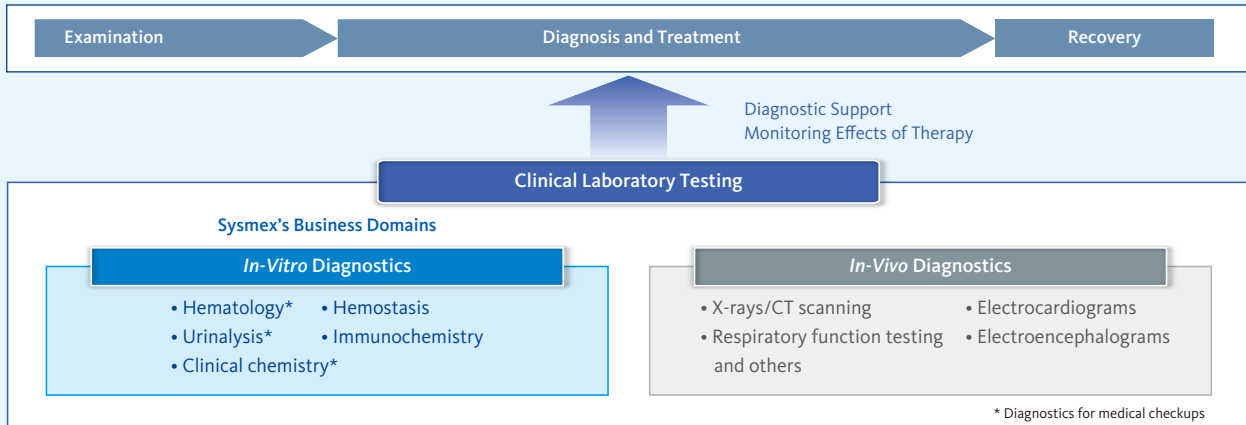 Examination
Diagnosis and Treatment
Recovery
Diagnostic Support
Monitoring Effects of Therapy
Clinical Laboratory Testing
Sysmex's Business Domains
In-Vitro Diagnostics
• Hematology* • Hemostasis
• Urinalysis* • Immunochemistry
• Clinical chemistry*
In-Vivo Diagnostics
• X-rays/CT scanning • Electrocardiograms
• Respiratory function testing • Electroencephalograms
and others
* Diagnostics for medical checkups